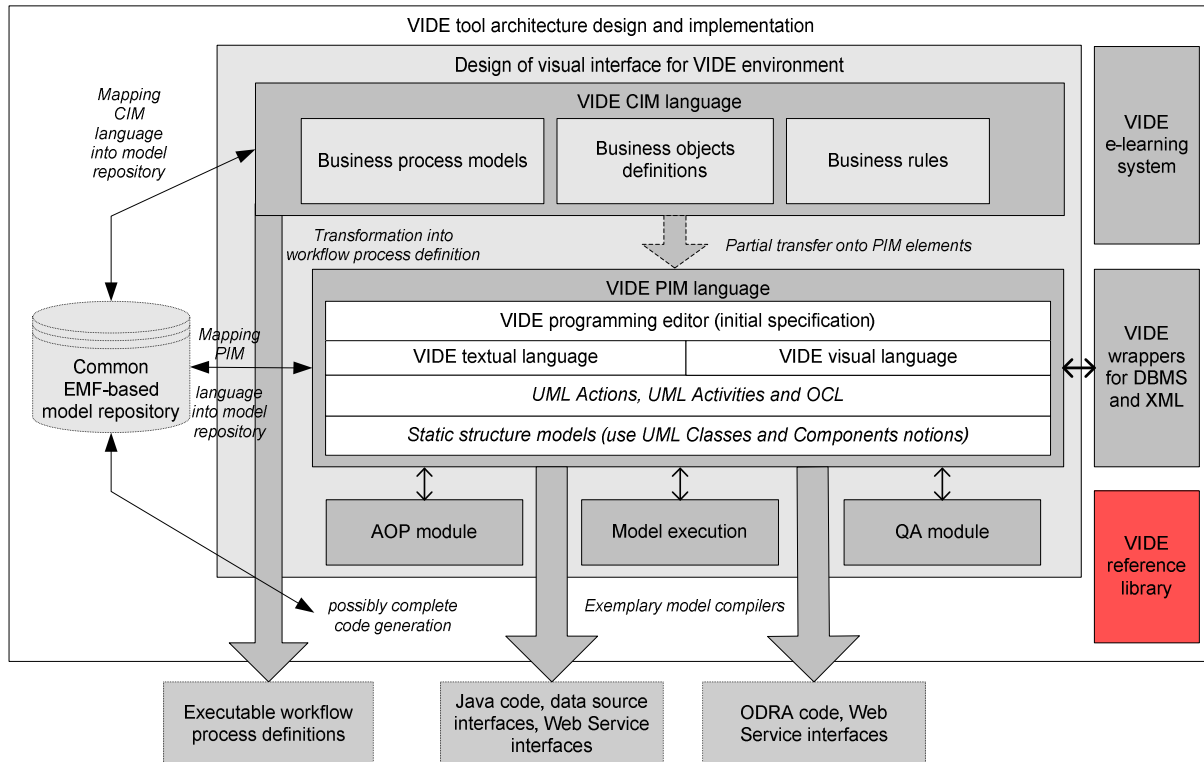 VIDE tool architecture design and implementation
Design of visual interface for VIDE environment
VIDE CIM language
Business process models
Business objects
definitions
Business rules
Mapping
CIM
language
into model
repository
VIDE
e-learning
system
Transformation into
workflow process definition
Partial transfer onto PIM elements
VIDE PIM language
VIDE programming editor (initial specification)
VIDE textual language
VIDE visual language
UML Actions, UML Activities and OCL
Static structure models (use UML Classes and Components notions)
Common
EMF-based
model repository
Mapping
PIM
language
into model
repository
VIDE
wrappers
for DBMS
and XML
AOP module
Model execution
QA module
VIDE
reference
library
possibly complete
code generation
Exemplary model compilers
Executable workflow
process definitions
Java code, data source
interfaces, Web Service
interfaces
ODRA code, Web
Service interfaces